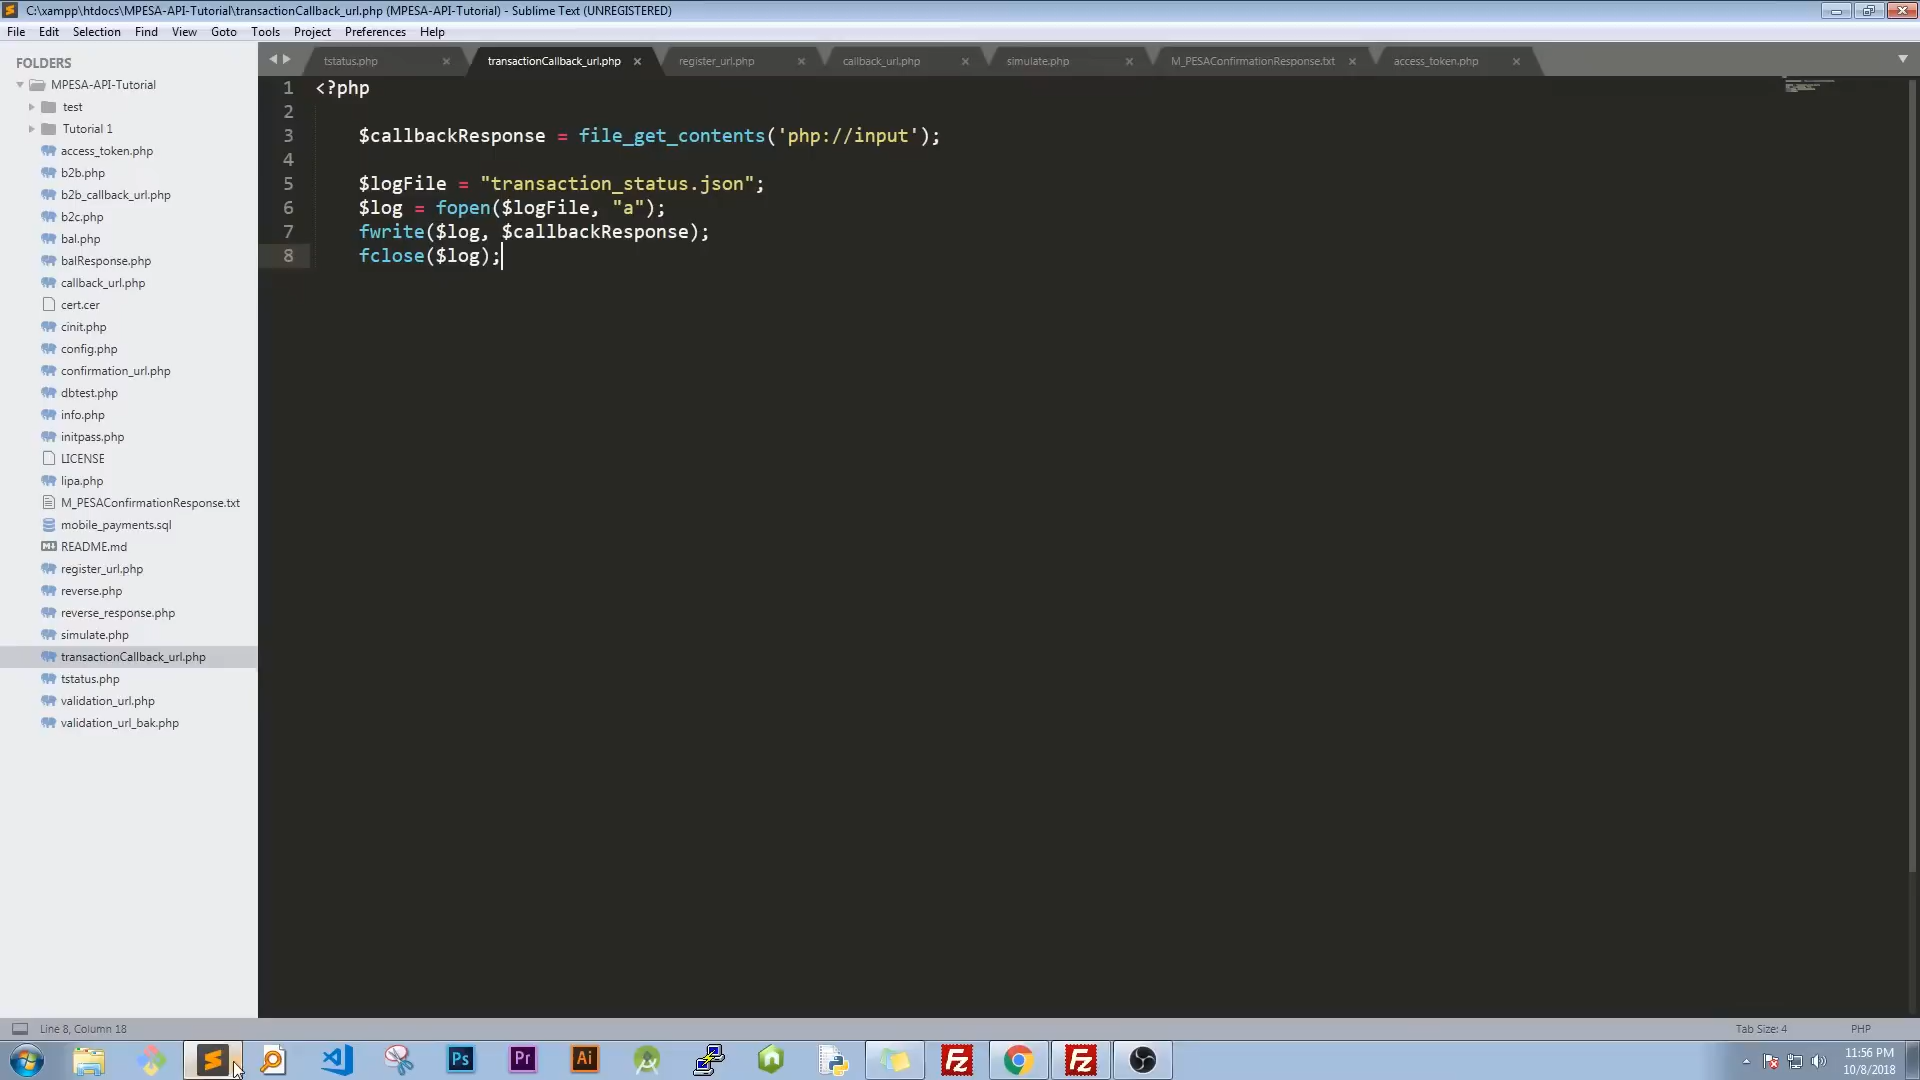 C:\xampp\htdocs\MPESA-API-Tutorial\transactionCallback_url.php (MPESA-API-Tutorial) - Sublime Text (UNREGISTERED)
File Edit Selection Find View Goto Tools Project Preferences Help
FOLDERS
MPESA-API-Tutorial
test
Tutorial 1
access_token.php
b2b.php
b2b_callback_url.php
b2c.php
bal.php
balResponse.php
callback_url.php
cert.cer
cinit.php
config.php
confirmation_url.php
dbtest.php
info.php
initpass.php
LICENSE
lipa.php
M_PESAConfirmationResponse.txt
mobile_payments.sql
README.md
register_url.php
reverse.php
reverse_response.php
simulate.php
transactionCallback_url.php
tstatus.php
validation_url.php
validation_url_bak.php
tstatus.php transactionCallback_url.php register_url.php callback_url.php simulate.php M_PESAConfirmationResponse.txt access_token.php
1 <?php
2
3 $callbackResponse = file_get_contents('php://input');
4
5 $logFile = "transaction_status.json";
6 $log = fopen($logFile, "a");
7 fwrite($log, $callbackResponse);
8 fclose($log);
Line 8, Column 18 Tab Size: 4 PHP
Ps Pr Ai Fz Fz
11:56 PM
10/8/2018